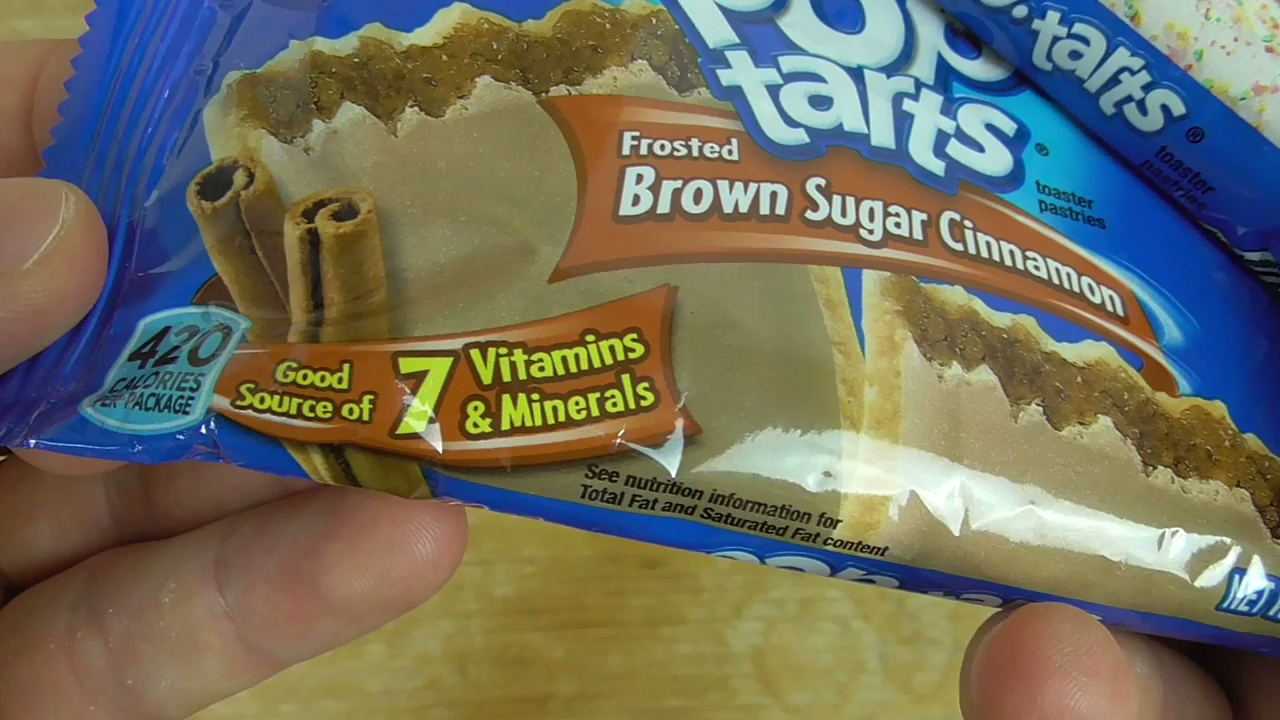 Pop
tarts®
tarts®
toaster
pastries
toaster
pastries
Frosted
Brown Sugar Cinnamon
420
CALORIES
PER PACKAGE
Good
Source of
7
Vitamins
& Minerals
See nutrition information for
Total Fat and Saturated Fat content
NET